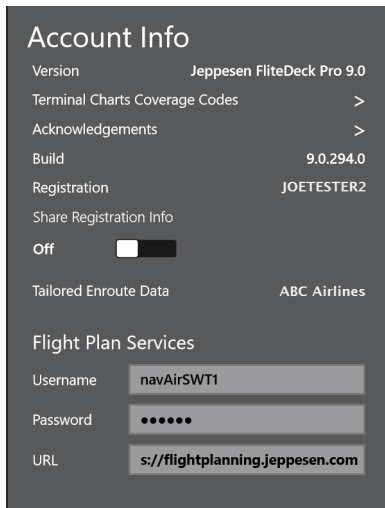 Account Info
Version Jeppesen FliteDeck Pro 9.0
Terminal Charts Coverage Codes >
Acknowledgements >
Build 9.0.294.0
Registration JOETESTER2
Share Registration Info
Off
Tailored Enroute Data ABC Airlines
Flight Plan Services
Username navAirSWT1
Password ••••••
URL s://flightplanning.jeppesen.com